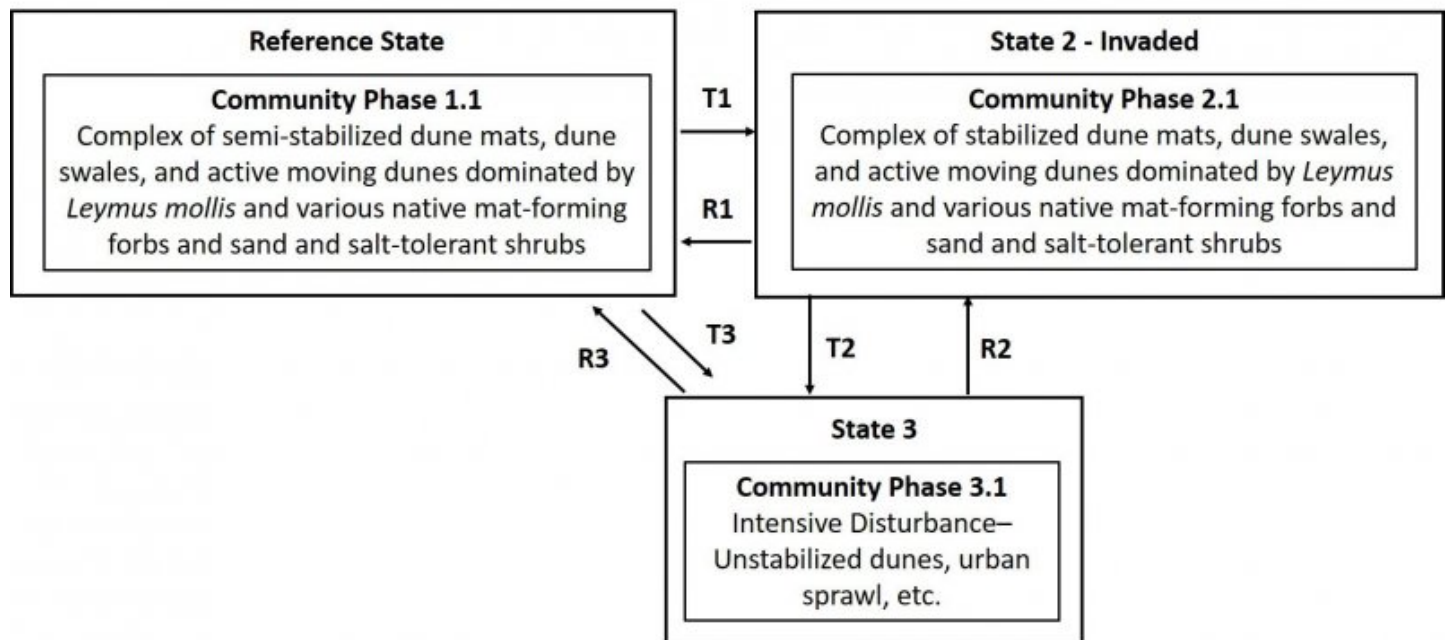 Reference State
Community Phase 1.1
Complex of semi-stabilized dune mats, dune
swales, and active moving dunes dominated by
Leymus mollis and various native mat-forming
forbs and sand and salt-tolerant shrubs
T1
R1
State 2 - Invaded
Community Phase 2.1
Complex of stabilized dune mats, dune swales,
and active moving dunes dominated by Leymus
mollis and various native mat-forming forbs and
sand and salt-tolerant shrubs
R3
T3
T2
R2
State 3
Community Phase 3.1
Intensive Disturbance–
Unstabilized dunes, urban
sprawl, etc.